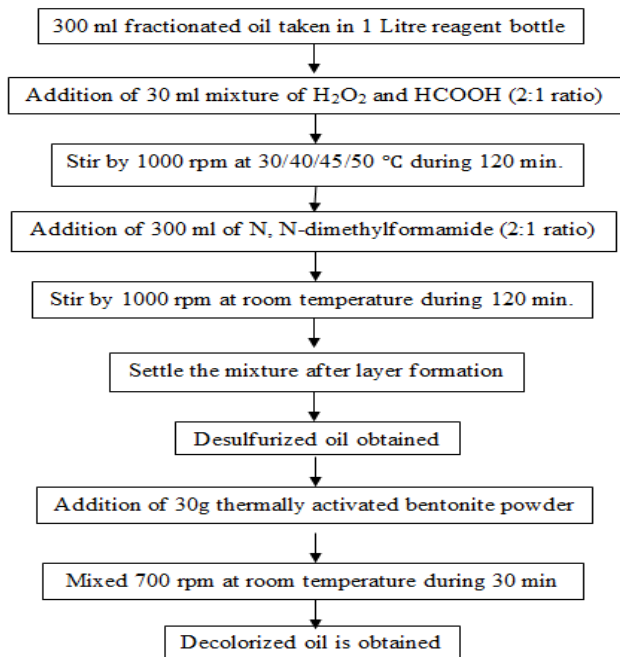 300 ml fractionated oil taken in 1 Litre reagent bottle
Addition of 30 ml mixture of H₂O₂ and HCOOH (2:1 ratio)
Stir by 1000 rpm at 30/40/45/50 °C during 120 min.
Addition of 300 ml of N, N-dimethylformamide (2:1 ratio)
Stir by 1000 rpm at room temperature during 120 min.
Settle the mixture after layer formation
Desulfurized oil obtained
Addition of 30g thermally activated bentonite powder
Mixed 700 rpm at room temperature during 30 min
Decolorized oil is obtained